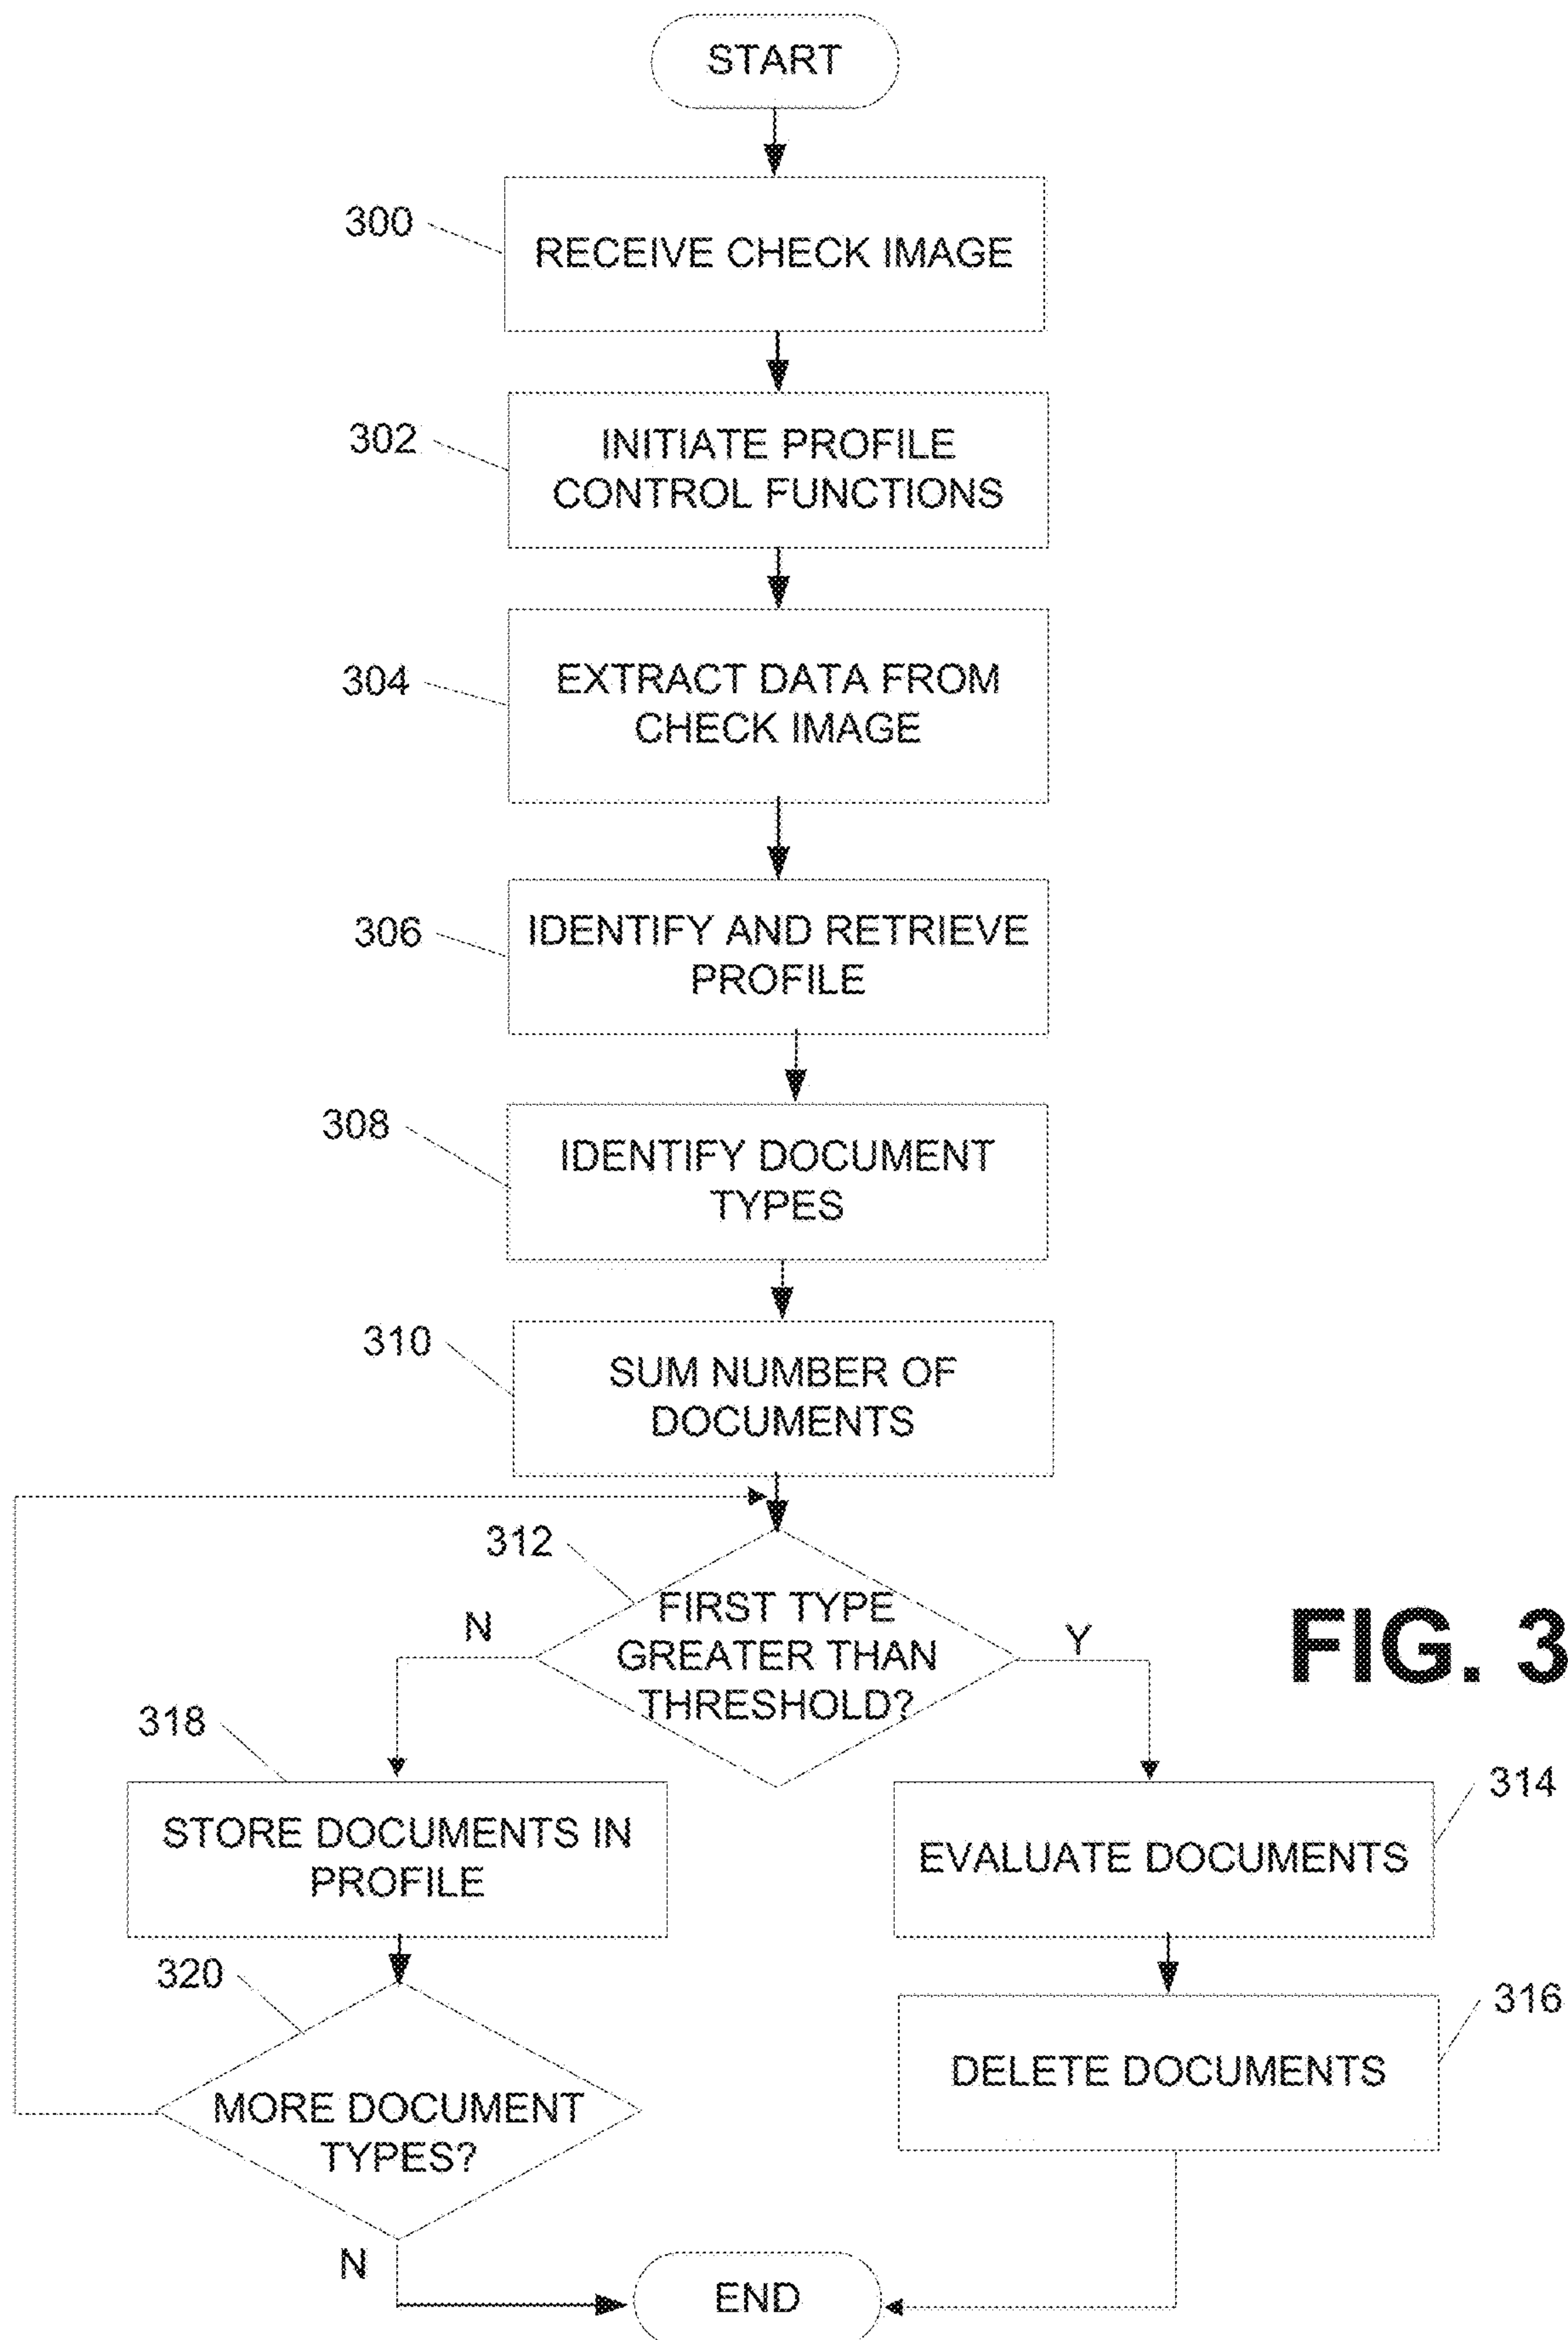 START
300
RECEIVE CHECK IMAGE
302
INITIATE PROFILE
CONTROL FUNCTIONS
304
EXTRACT DATA FROM
CHECK IMAGE
306
IDENTIFY AND RETRIEVE
PROFILE
308
IDENTIFY DOCUMENT
TYPES
310
SUM NUMBER OF
DOCUMENTS
312
N
FIRST TYPE
GREATER THAN
THRESHOLD?
Y
FIG. 3
318
STORE DOCUMENTS IN
PROFILE
314
EVALUATE DOCUMENTS
320
MORE DOCUMENT
TYPES?
316
DELETE DOCUMENTS
N
END